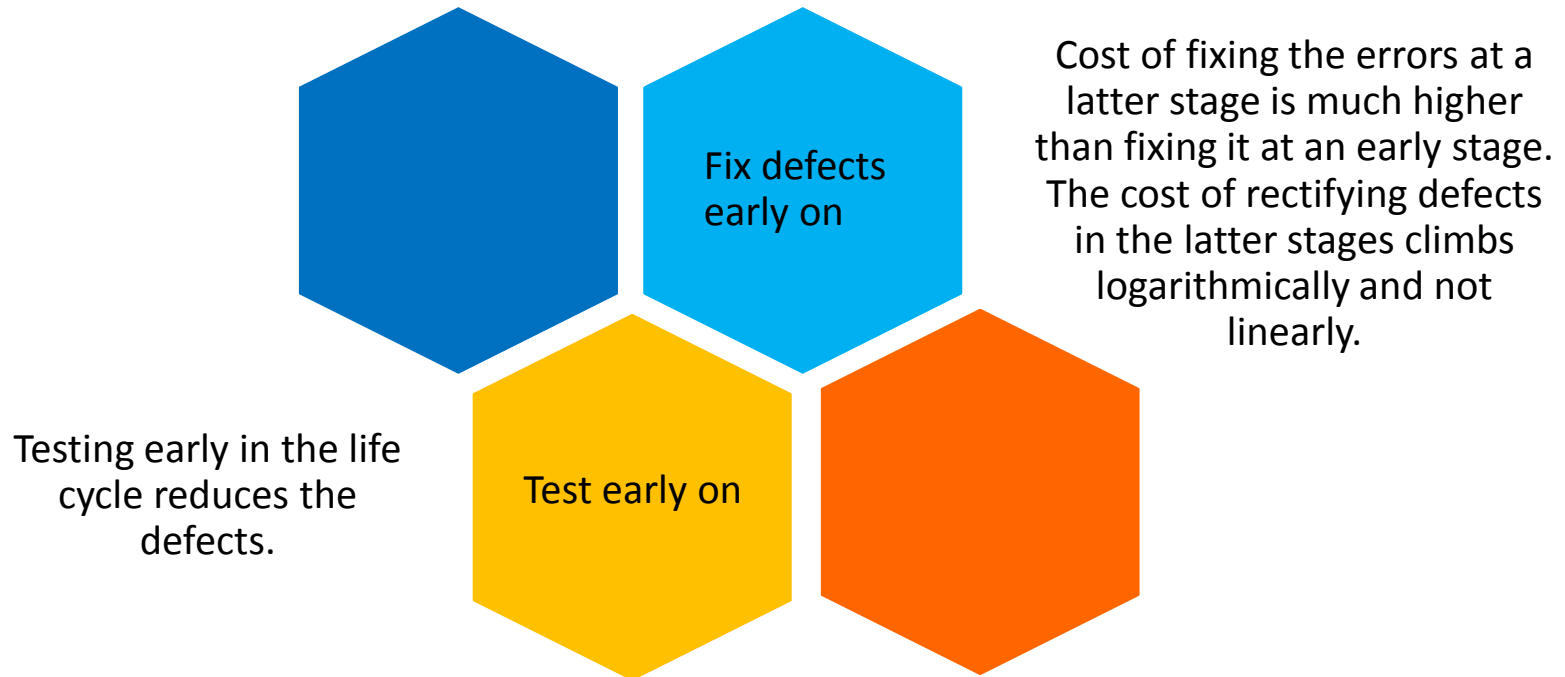 Fix defects
early on
Cost of fixing the errors at a
latter stage is much higher
than fixing it at an early stage.
The cost of rectifying defects
in the latter stages climbs
logarithmically and not
linearly.
Testing early in the life
cycle reduces the
defects.
Test early on